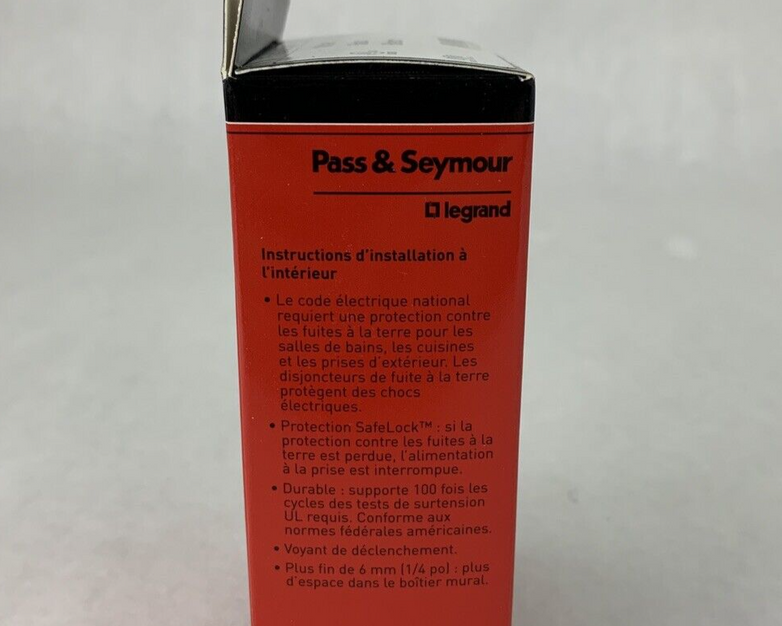 Pass & Seymour
legrand
Instructions d'installation à
l'intérieur
• Le code électrique national
requiert une protection contre
les fuites à la terre pour les
salles de bains, les cuisines
et les prises d'extérieur. Les
disjoncteurs de fuite à la terre
protègent des chocs
électriques.
• Protection SafeLock™ : si la
protection contre les fuites à la
terre est perdue, l'alimentation
à la prise est interrompue.
• Durable : supporte 100 fois les
cycles des tests de surtension
UL requis. Conforme aux
normes fédérales américaines.
• Voyant de déclenchement.
• Plus fin de 6 mm (1/4 po) : plus
d'espace dans le boîtier mural.